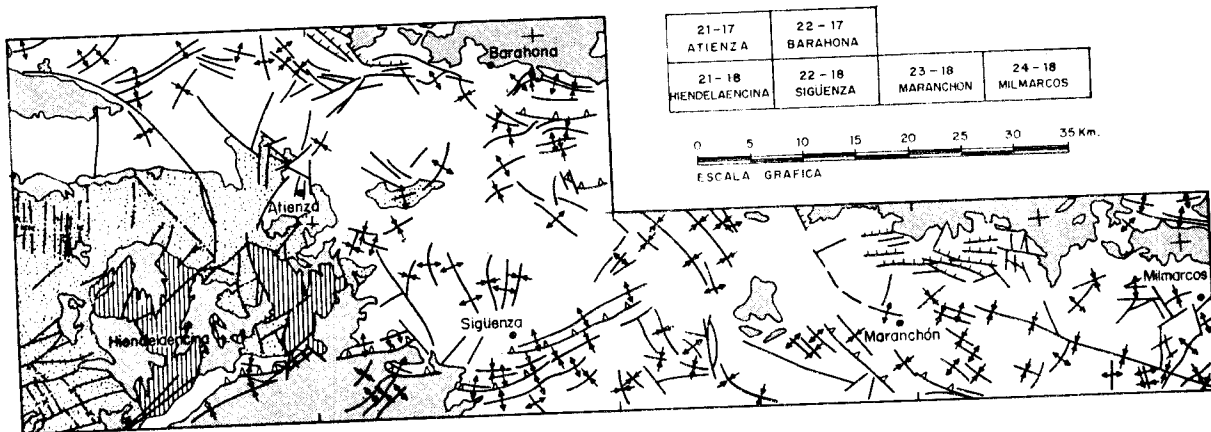 21-17
ATIENZA
22-17
BARAHONA
21-18
HIENDELAENCINA
22-18
SIGÜENZA
23-18
MARANCHON
24-18
MILMARCOS
0 5 10 15 20 25 30 35 Km.
ESCALA GRAFICA
Barahona
Atienza
Milmarcos
Sigüenza
Maranchón
Hiendelaencina